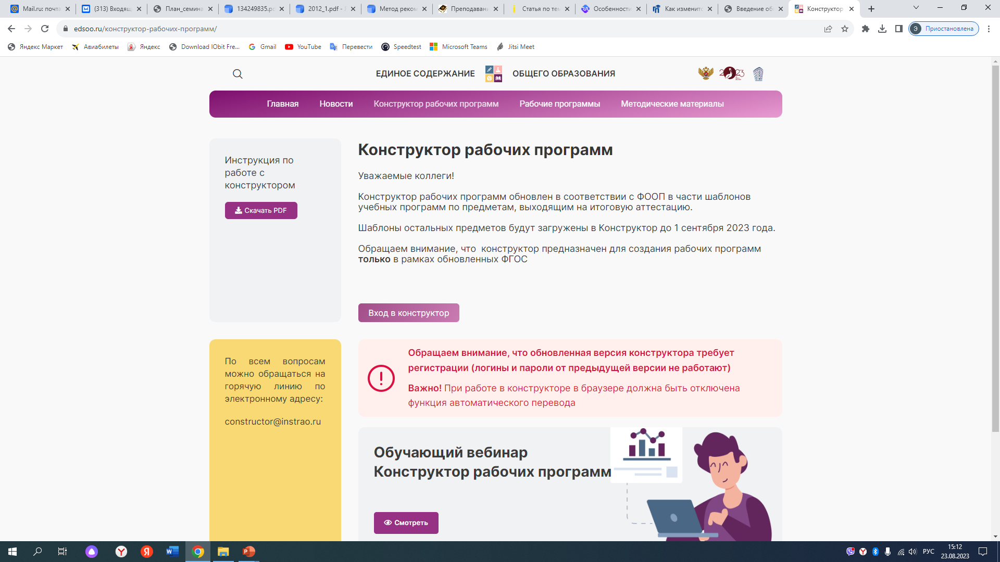 Mail.ru: почта
(313) Входящ
План_семина
134249835.pd
2012_1.pdf - Я
Метод реком
Преподавани
Статья по тем
Особенности
Как изменитс
Введение об
Конструктор
edsoo.ru/конструктор-рабочих-программ/
Э
Приостановлена
Яндекс Маркет
Авиабилеты
Яндекс
Download IObit Fre...
Gmail
YouTube
Перевести
Speedtest
Microsoft Teams
Jitsi Meet
ЕДИНОЕ СОДЕРЖАНИЕ
ОБЩЕГО ОБРАЗОВАНИЯ
2023
Главная
Новости
Конструктор рабочих программ
Рабочие программы
Методические материалы
Инструкция по
работе с
конструктором
Скачать PDF
Конструктор рабочих программ
Уважаемые коллеги!
Конструктор рабочих программ обновлен в соответствии с ФООП в части шаблонов
учебных программ по предметам, выходящим на итоговую аттестацию.
Шаблоны остальных предметов будут загружены в Конструктор до 1 сентября 2023 года.
Обращаем внимание, что  конструктор предназначен для создания рабочих программ
только в рамках обновленных ФГОС
Вход в конструктор
По всем вопросам
можно обращаться на
горячую линию по
электронному адресу:
constructor@instrao.ru
Обращаем внимание, что обновленная версия конструктора требует
регистрации (логины и пароли от предыдущей версии не работают)
Важно! При работе в конструкторе в браузере должна быть отключена
функция автоматического перевода
Обучающий вебинар
Конструктор рабочих программ
Смотреть
РУС
15:12
23.08.2023